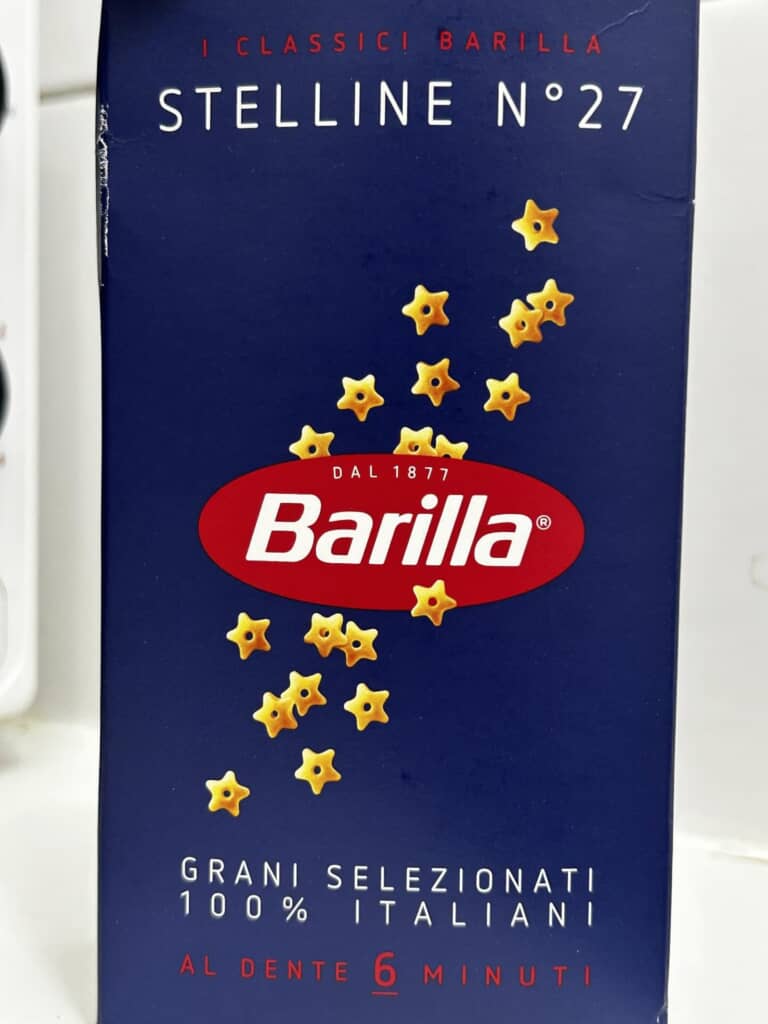 I CLASSICI BARILLA
STELLINE N°27
DAL 1877
Barilla®
GRANI SELEZIONATI
100% ITALIANI
AL DENTE 6 MINUTI